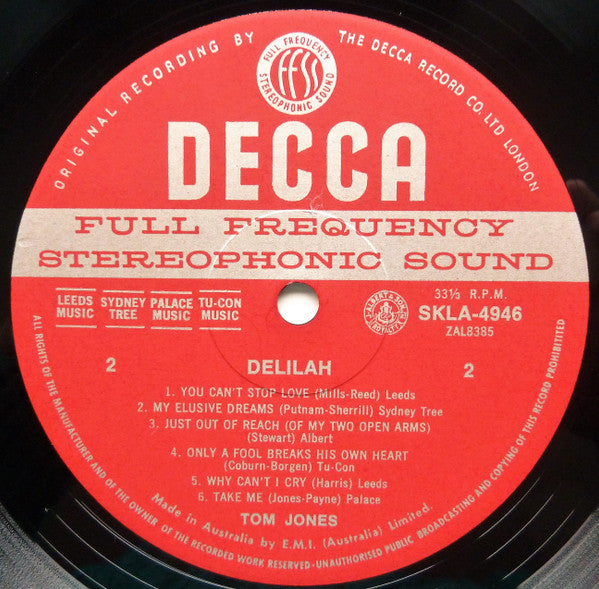 ORIGINAL RECORDING BY
THE DECCA RECORD CO. LTD LONDON
FULL FREQUENCY
FFSS
STEREOPHONIC SOUND
DECCA
FULL FREQUENCY
STEREOPHONIC SOUND
LEEDS MUSIC
SYDNEY TREE
PALACE MUSIC
TU-CON MUSIC
33⅓ R.P.M.
SKLA-4946
ZAL8385
2
DELILAH
2
1. YOU CAN'T STOP LOVE (Mills-Reed) Leeds
2. MY ELUSIVE DREAMS (Putnam-Sherrill) Sydney Tree
3. JUST OUT OF REACH (OF MY TWO OPEN ARMS)
(Stewart) Albert
4. ONLY A FOOL BREAKS HIS OWN HEART
(Coburn-Borgen) Tu-Con
5. WHY CAN'T I CRY (Harris) Leeds
6. TAKE ME (Jones-Payne) Palace
TOM JONES
Made in Australia by E.M.I. (Australia) Limited.
ALL RIGHTS OF THE MANUFACTURER AND OF THE OWNER OF THE RECORDED WORK RESERVED-UNAUTHORISED PUBLIC BROADCASTING AND COPYING OF THIS RECORD PROHIBITED